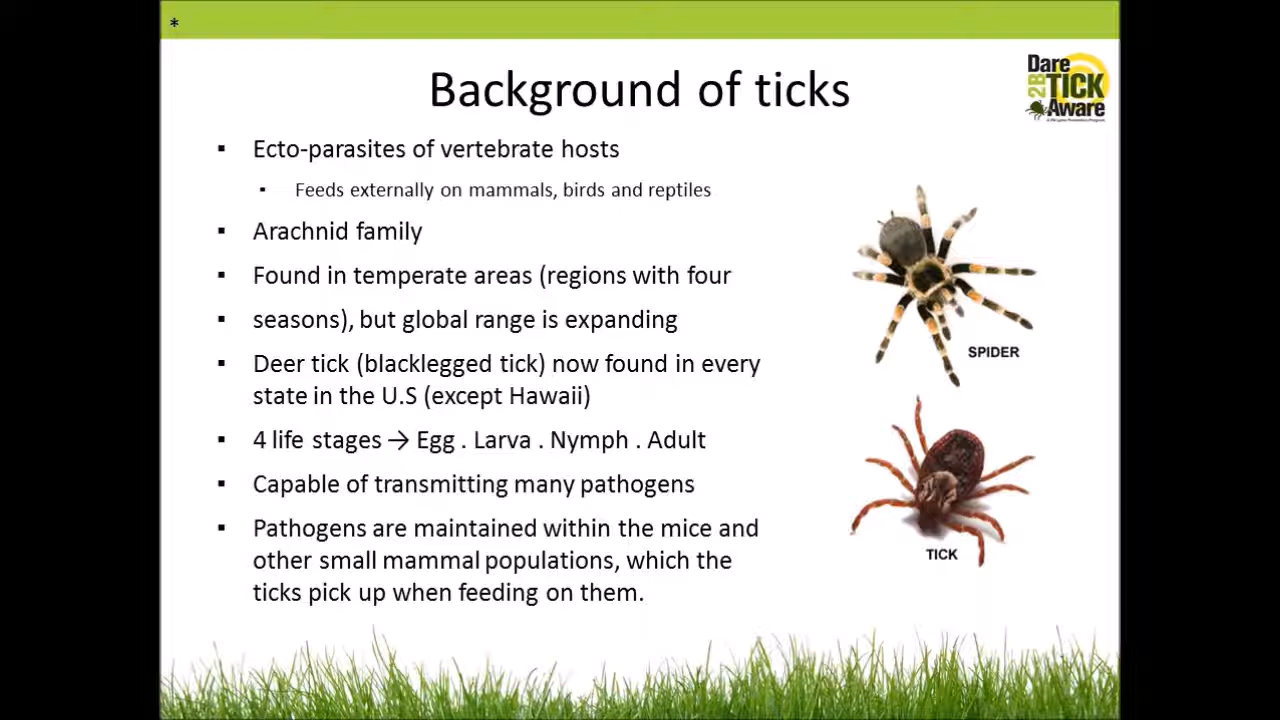 *
Background of ticks
Dare
2B
TICK
Aware
▪ Ecto-parasites of vertebrate hosts
▪ Feeds externally on mammals, birds and reptiles
▪ Arachnid family
▪ Found in temperate areas (regions with four
▪ seasons), but global range is expanding
▪ Deer tick (blacklegged tick) now found in every
state in the U.S (except Hawaii)
▪ 4 life stages → Egg . Larva . Nymph . Adult
▪ Capable of transmitting many pathogens
▪ Pathogens are maintained within the mice and
other small mammal populations, which the
ticks pick up when feeding on them.
SPIDER
TICK